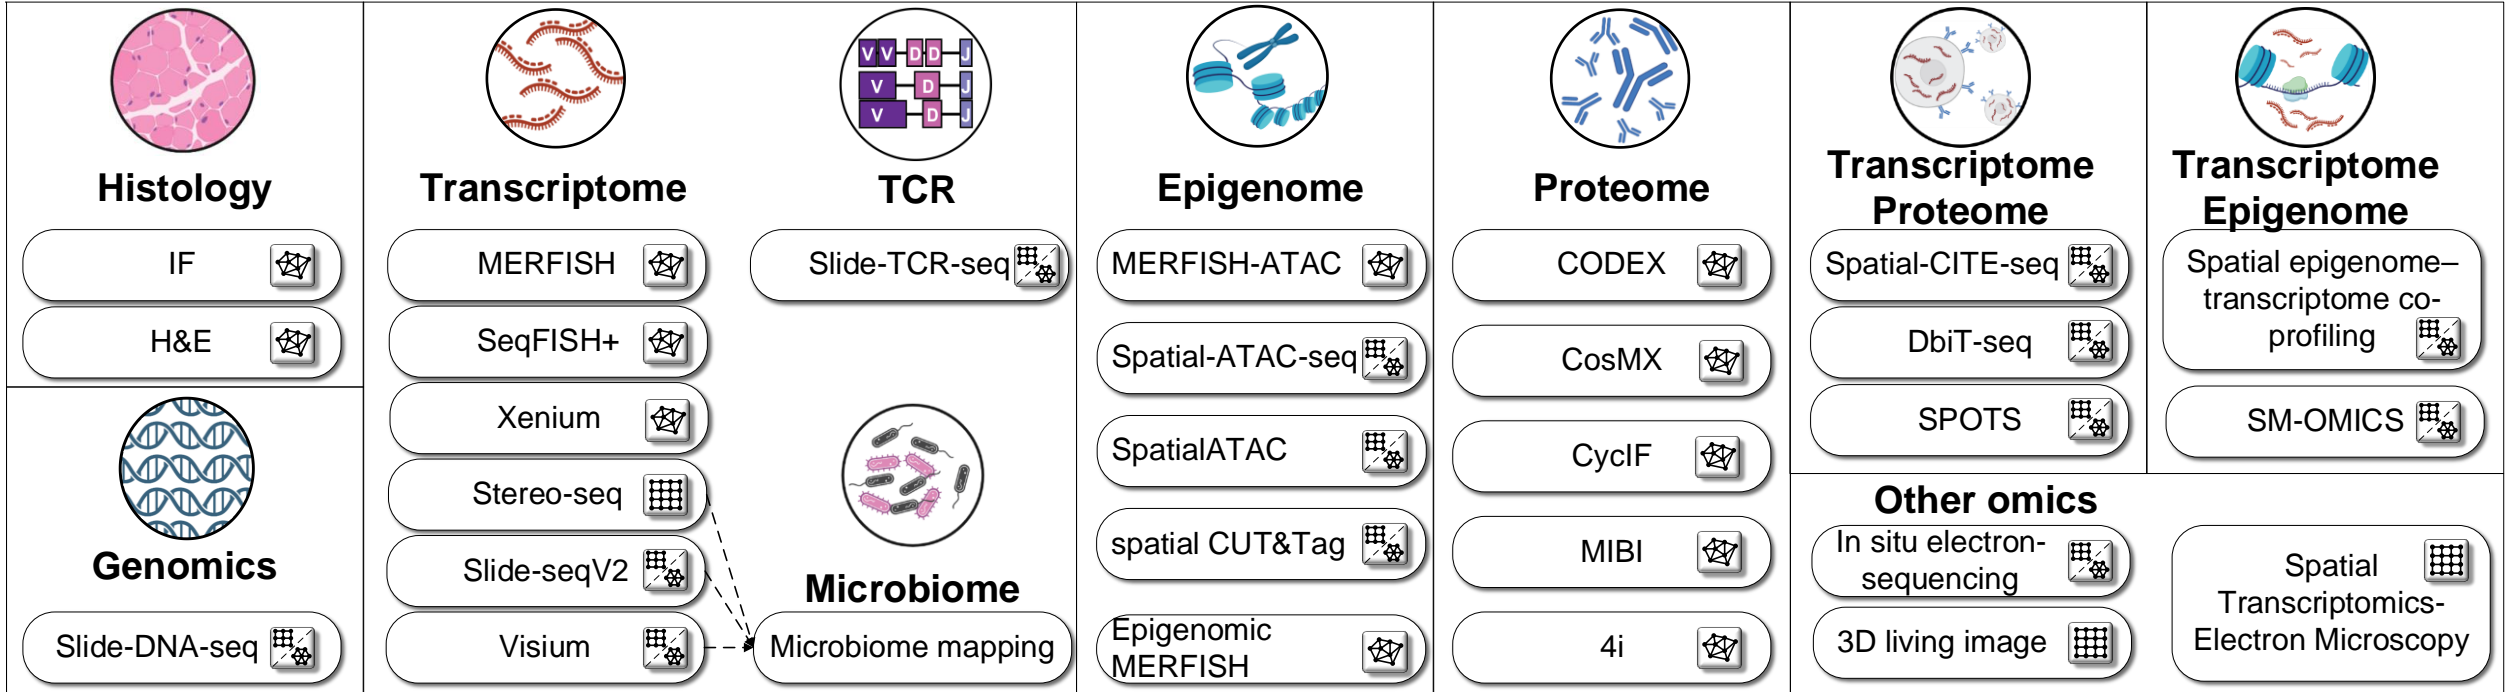 Histology
IF
H&E
Genomics
Slide-DNA-seq
Transcriptome
MERFISH
SeqFISH+
Xenium
Stereo-seq
Slide-seqV2
Visium
V V D D J
V D J
V D J
TCR
Slide-TCR-seq
Microbiome
Microbiome mapping
Epigenome
MERFISH-ATAC
Spatial-ATAC-seq
SpatialATAC
spatial CUT&Tag
Epigenomic
MERFISH
Proteome
CODEX
CosMX
CycIF
MIBI
4i
Transcriptome
Proteome
Spatial-CITE-seq
DbiT-seq
SPOTS
Transcriptome
Epigenome
Spatial epigenome–
transcriptome co-
profiling
SM-OMICS
Other omics
In situ electron-
sequencing
3D living image
Spatial
Transcriptomics-
Electron Microscopy